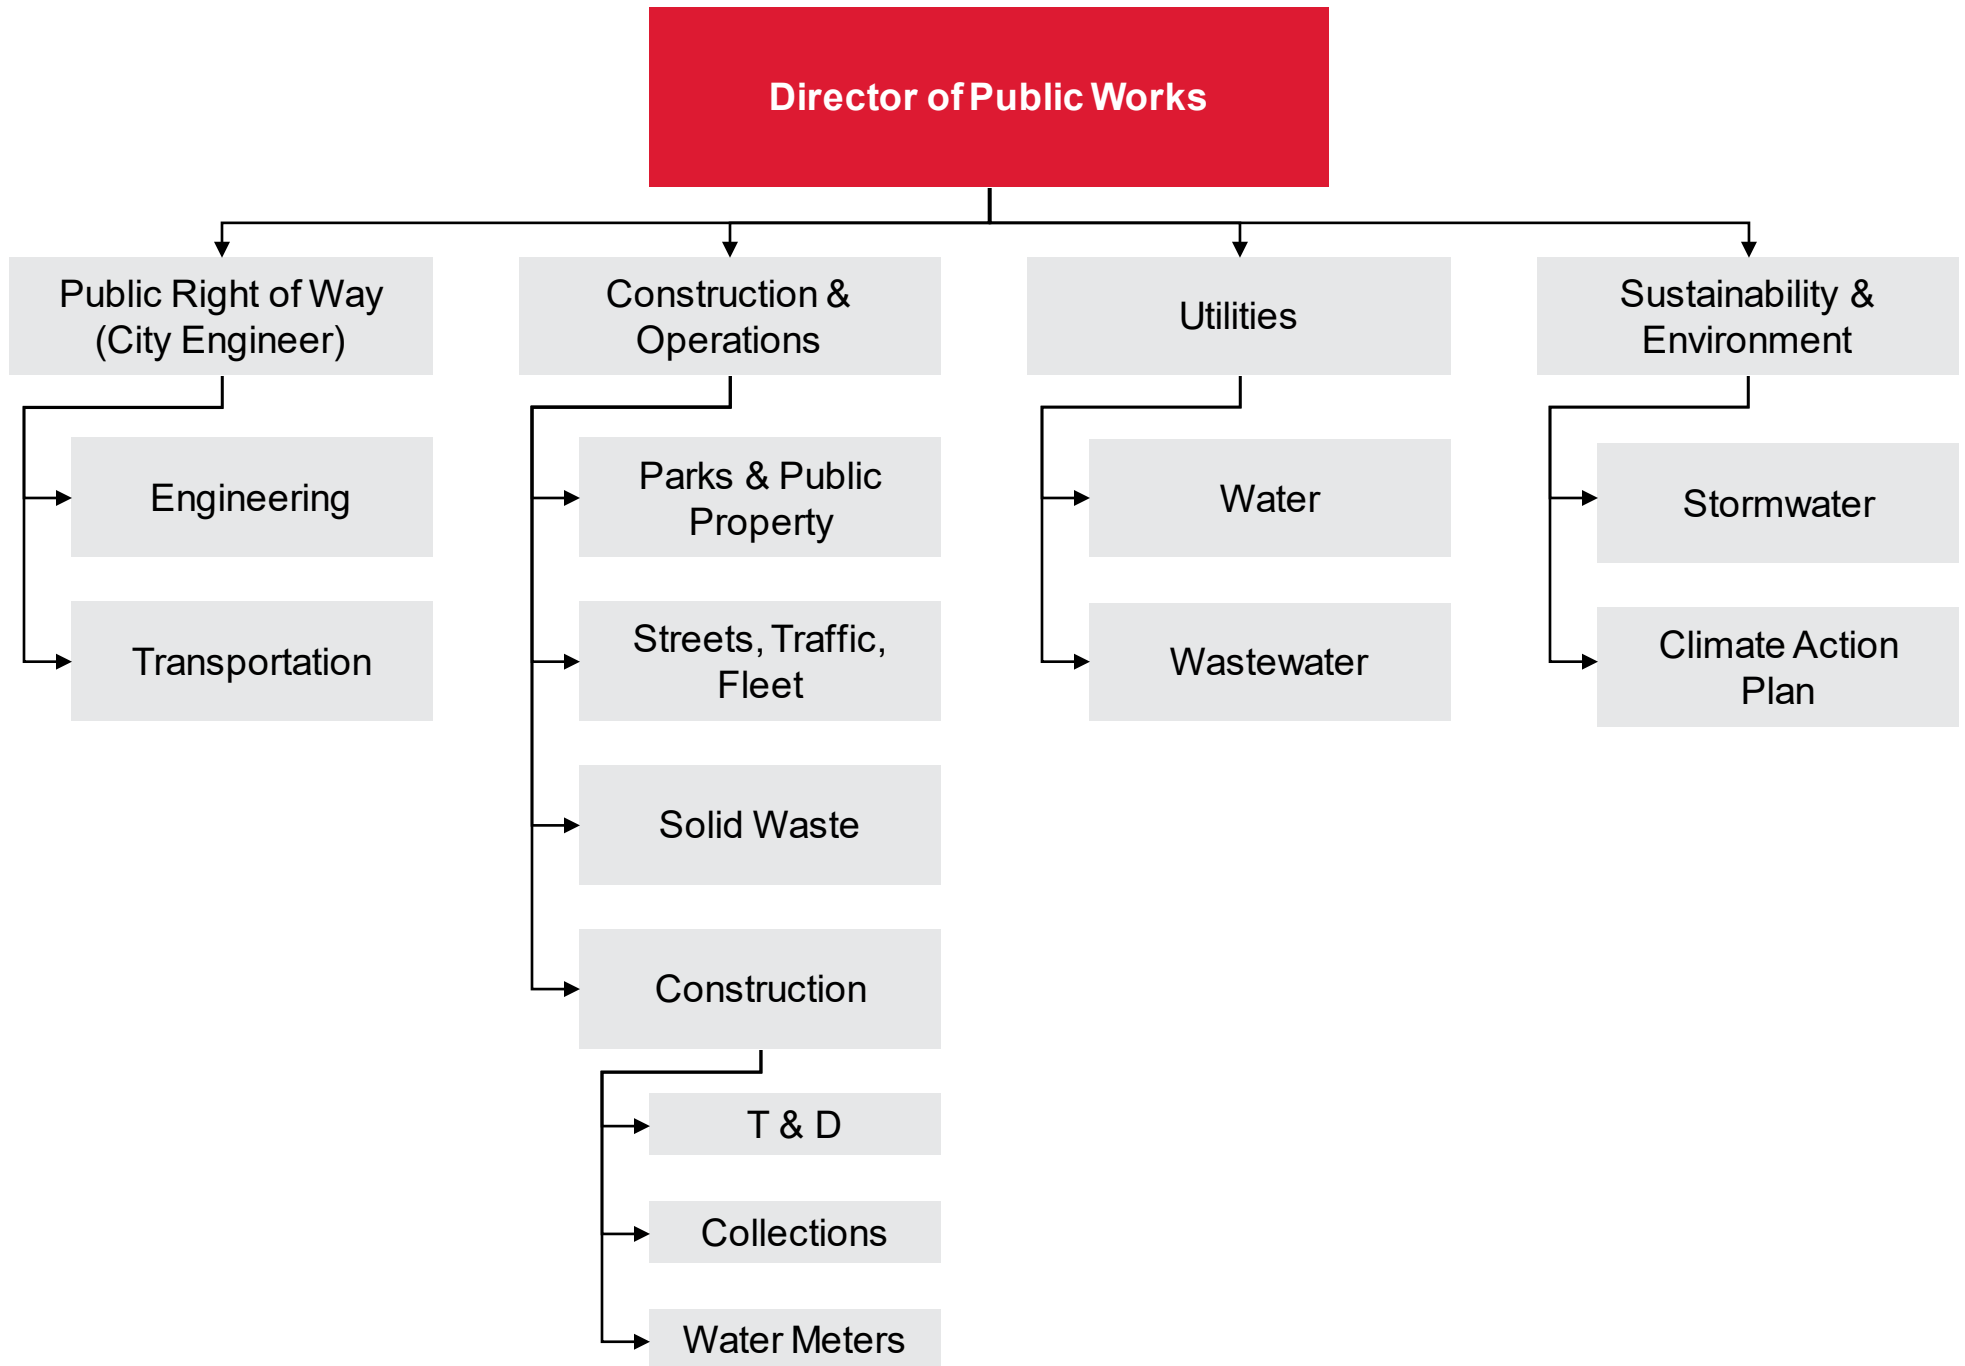 Director of Public Works
Public Right of Way
(City Engineer)
Engineering
Transportation
Construction &
Operations
Parks & Public
Property
Streets, Traffic,
Fleet
Solid Waste
Construction
T & D
Collections
Water Meters
Utilities
Water
Wastewater
Sustainability &
Environment
Stormwater
Climate Action
Plan